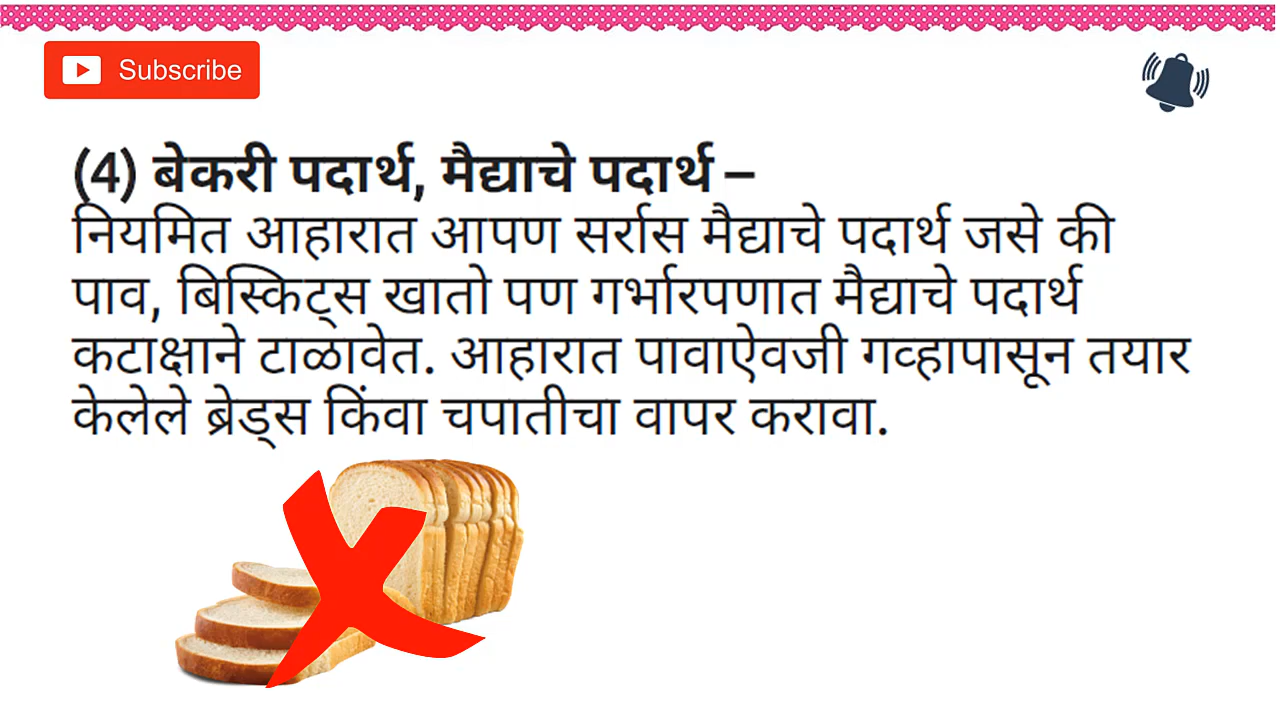 Subscribe
(4) बेकरी पदार्थ, मैद्याचे पदार्थ –
नियमित आहारात आपण सर्रास मैद्याचे पदार्थ जसे की
पाव, बिस्किट्स खातो पण गर्भारपणात मैद्याचे पदार्थ
कटाक्षाने टाळावेत. आहारात पावाऐवजी गव्हापासून तयार
केलेले ब्रेड्स किंवा चपातीचा वापर करावा.